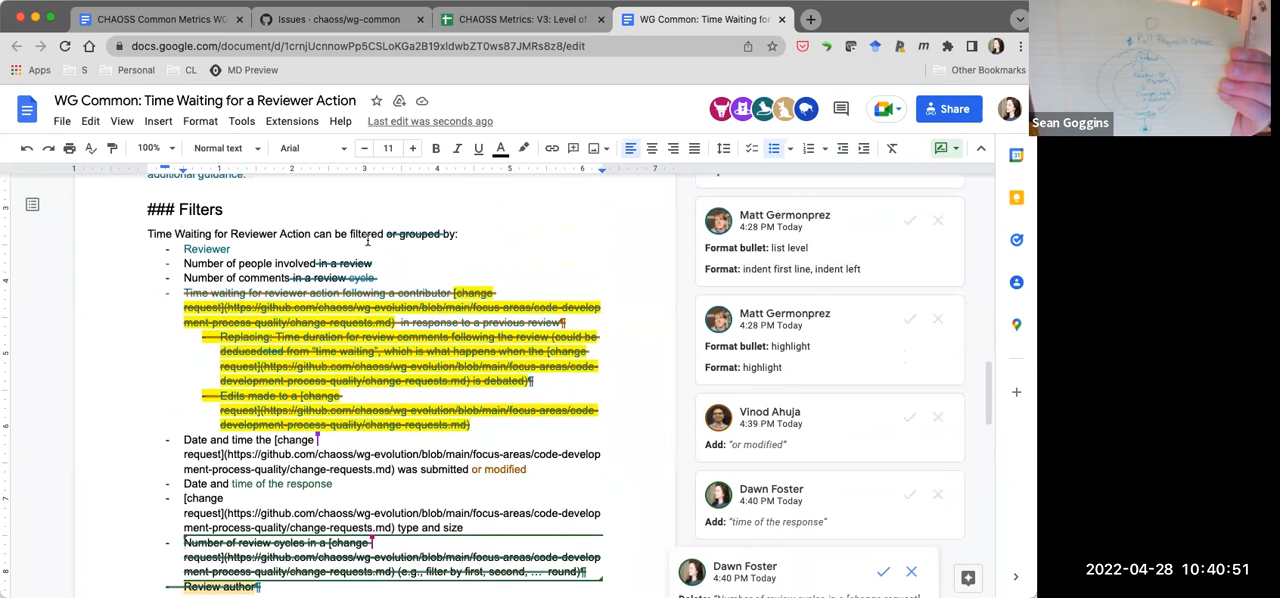 CHAOSS Common Metrics WG
Issues · chaoss/wg-common
CHAOSS Metrics: V3: Level of
WG Common: Time Waiting for
docs.google.com/document/d/1crnjUcnnowPp5CSLoKGa2B19xIdwbZT0ws87JMRs8z8/edit
Apps
S
Personal
CL
MD Preview
Other Bookmarks
WG Common: Time Waiting for a Reviewer Action
File Edit View Insert Format Tools Extensions Help
Last edit was seconds ago
Share
100%
Normal text
Arial
11
1 1 2 3 4 5 6 7
additional guidance.
### Filters
Time Waiting for Reviewer Action can be filtered or grouped by:
- Reviewer
- Number of people involved in a review
- Number of comments in a review cycle
- Time waiting for reviewer action following a contributor [change
request](https://github.com/chaoss/wg-evolution/blob/main/focus-areas/code-develop
ment-process-quality/change-requests.md) in response to a previous review¶
- Replacing: Time duration for review comments following the review (could be
deducedcted from "time waiting", which is what happens when the [change
request](https://github.com/chaoss/wg-evolution/blob/main/focus-areas/code-
development-process-quality/change-requests.md) is debated)¶
- Edits made to a [change
request](https://github.com/chaoss/wg-evolution/blob/main/focus-areas/code-
development-process-quality/change-requests.md)
- Date and time the [change
request](https://github.com/chaoss/wg-evolution/blob/main/focus-areas/code-develop
ment-process-quality/change-requests.md) was submitted or modified
- Date and time of the response
- [change
request](https://github.com/chaoss/wg-evolution/blob/main/focus-areas/code-develop
ment-process-quality/change-requests.md) type and size
- Number of review cycles in a [change
request](https://github.com/chaoss/wg-evolution/blob/main/focus-areas/code-develop
ment-process-quality/change-requests.md) (e.g., filter by first, second, … round)¶
- Review author¶
Matt Germonprez
4:28 PM Today
Format bullet: list level
Format: indent first line, indent left
Matt Germonprez
4:28 PM Today
Format bullet: highlight
Format: highlight
Vinod Ahuja
4:39 PM Today
Add: "or modified"
Dawn Foster
4:40 PM Today
Add: "time of the response"
Dawn Foster
4:40 PM Today
Sean Goggins
2022-04-28 10:40:51